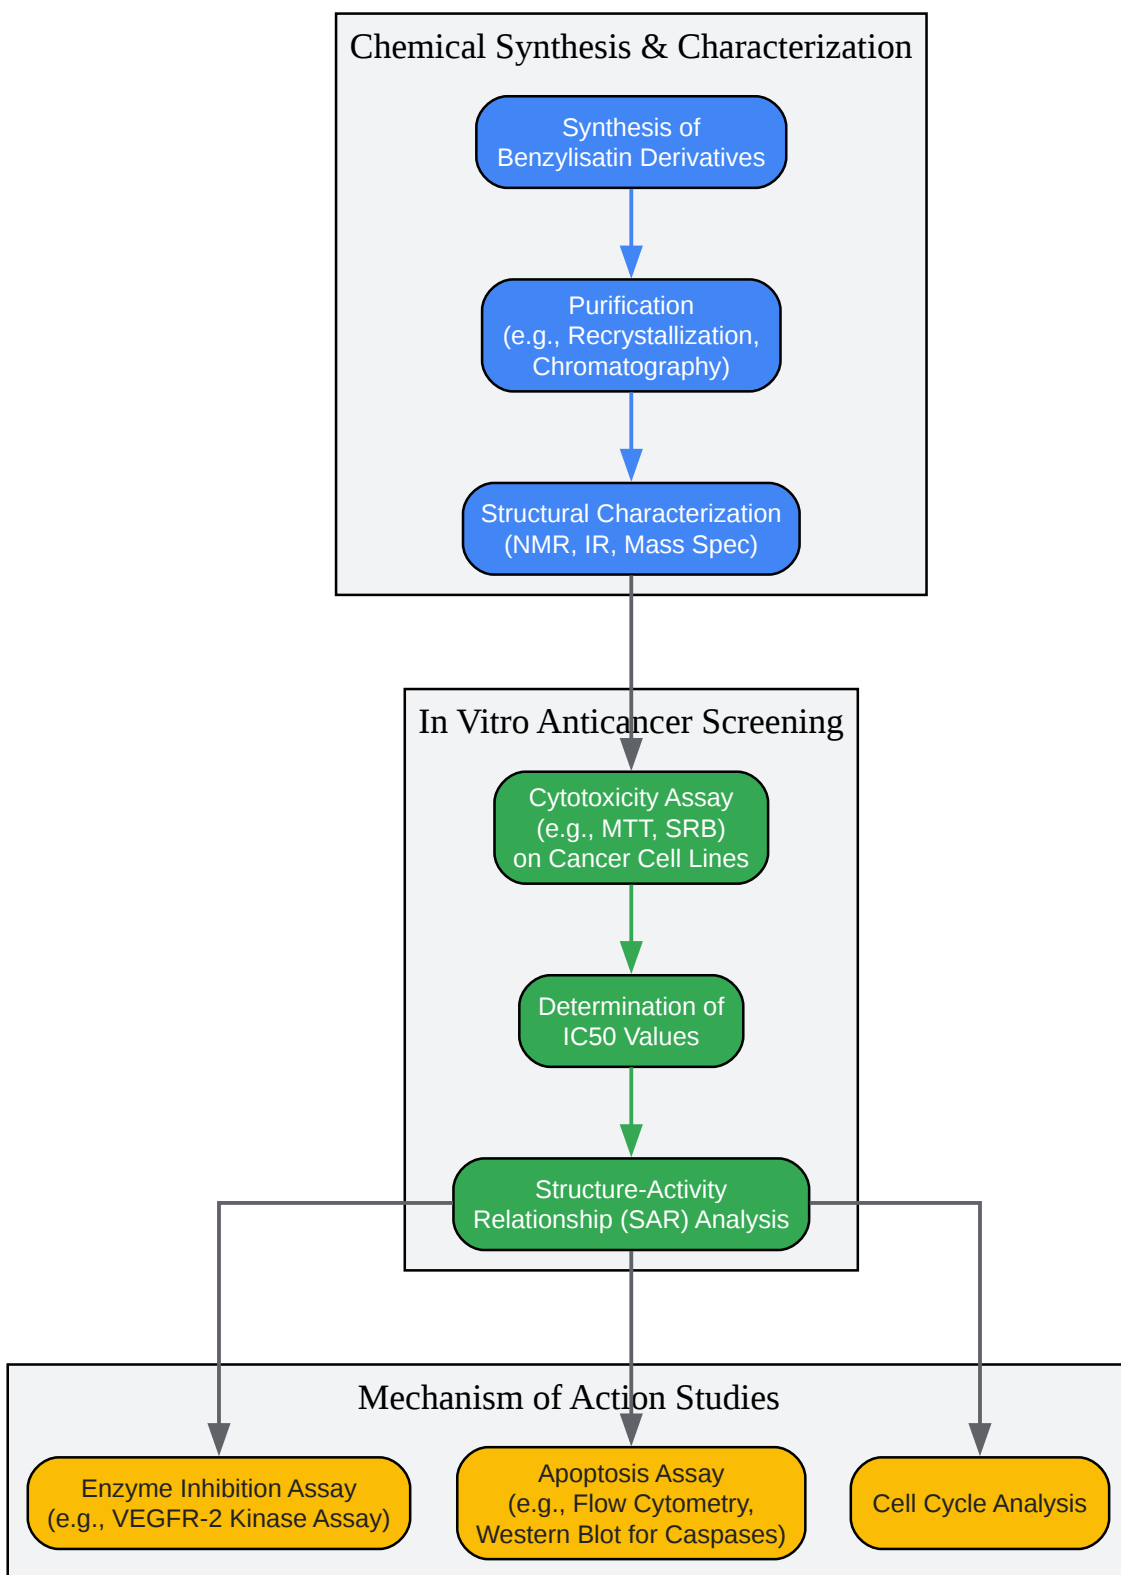 Chemical Synthesis & Characterization
Synthesis of
Benzylisatin Derivatives
Purification
(e.g., Recrystallization,
Chromatography)
Structural Characterization
(NMR, IR, Mass Spec)
In Vitro Anticancer Screening
Cytotoxicity Assay
(e.g., MTT, SRB)
on Cancer Cell Lines
Determination of
IC50 Values
Structure-Activity
Relationship (SAR) Analysis
Mechanism of Action Studies
Enzyme Inhibition Assay
(e.g., VEGFR-2 Kinase Assay)
Apoptosis Assay
(e.g., Flow Cytometry,
Western Blot for Caspases)
Cell Cycle Analysis